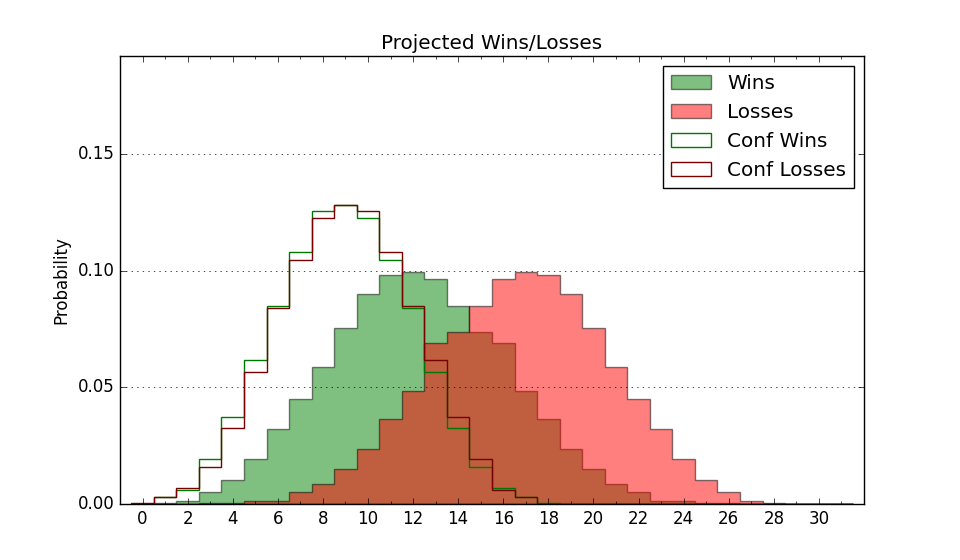 Projected Wins/Losses
Wins
Losses
Conf Wins
Conf Losses
Probability
0.15
0.10
0.05
0.00
0 2 4 6 8 10 12 14 16 18 20 22 24 26 28 30